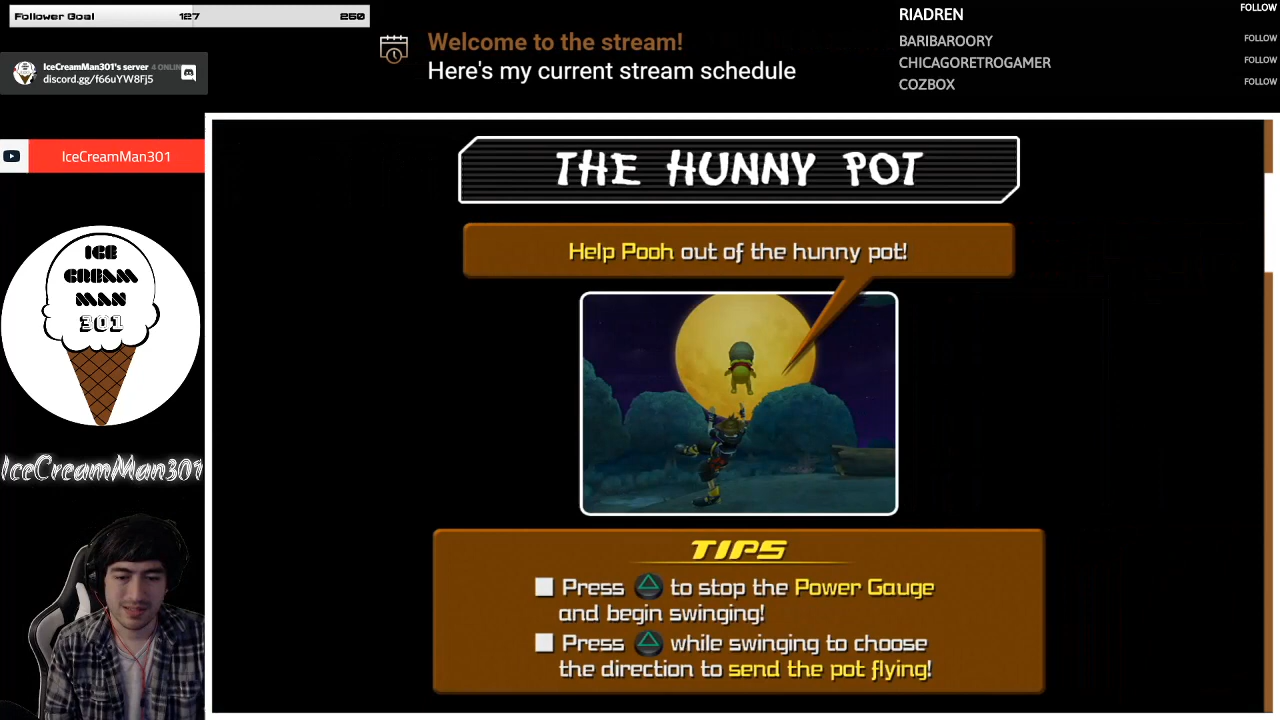 Follower Goal 127 250
IceCreamMan301's server 4 ONLINE
discord.gg/f66uYW8Fj5
Welcome to the stream!
Here's my current stream schedule
RIADREN FOLLOW
BARIBAROORY FOLLOW
CHICAGORETROGAMER FOLLOW
COZBOX FOLLOW
IceCreamMan301
ICE
CREAM
MAN
301
IceCreamMan301
THE HUNNY POT
Help Pooh out of the hunny pot!
TIPS
Press △ to stop the Power Gauge
and begin swinging!
Press △ while swinging to choose
the direction to send the pot flying!